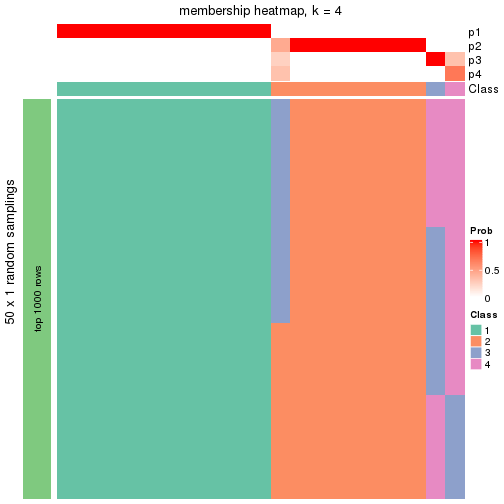 membership heatmap, k = 4
p1
p2
p3
p4
Class
50 x 1 random samplings
top 1000 rows
Prob
1
0.5
0
Class
1
2
3
4